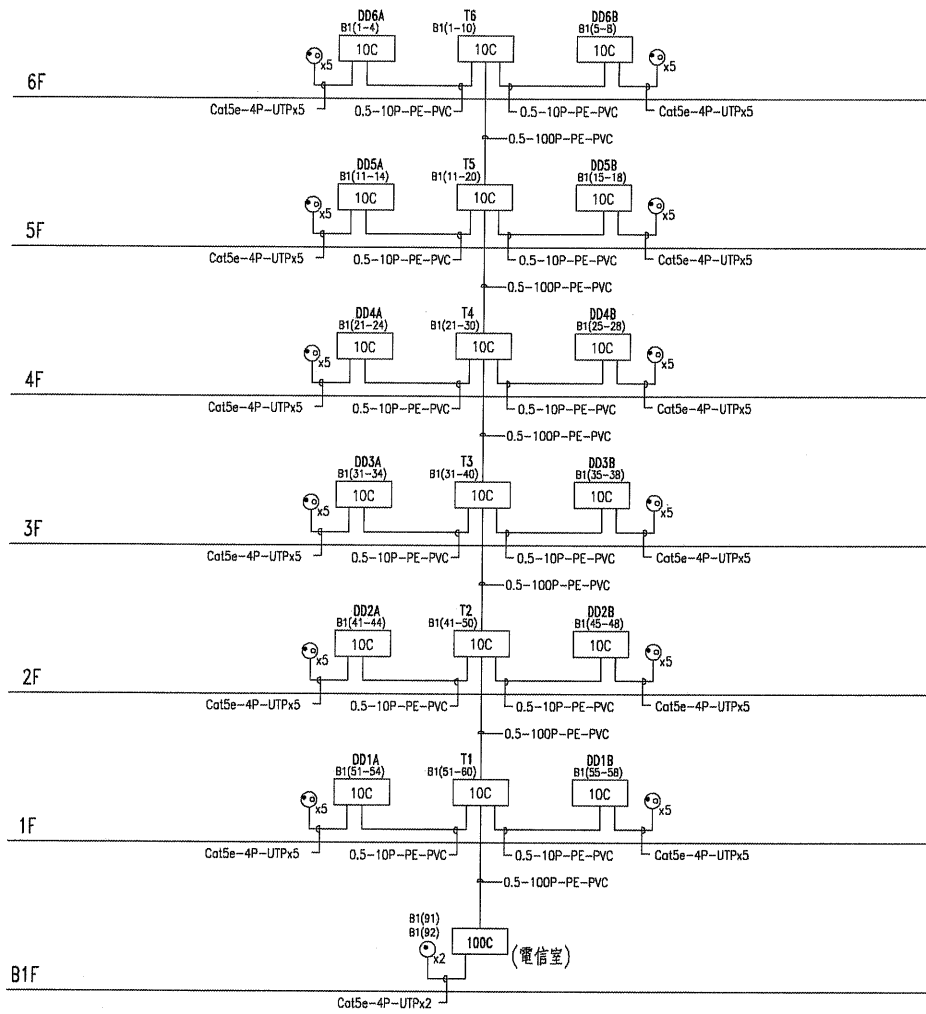 DD6A T6 DD6B
B1(1-4) B1(1-10) B1(5-8)
10C 10C 10C
x5 x5
6F
Cat5e-4P-UTPx5 0.5-10P-PE-PVC 0.5-10P-PE-PVC Cat5e-4P-UTPx5
0.5-100P-PE-PVC
DD5A T5 DD5B
B1(11-14) B1(11-20) B1(15-18)
10C 10C 10C
x5 x5
5F
Cat5e-4P-UTPx5 0.5-10P-PE-PVC 0.5-10P-PE-PVC Cat5e-4P-UTPx5
0.5-100P-PE-PVC
DD4A T4 DD4B
B1(21-24) B1(21-30) B1(25-28)
10C 10C 10C
x5 x5
4F
Cat5e-4P-UTPx5 0.5-10P-PE-PVC 0.5-10P-PE-PVC Cat5e-4P-UTPx5
0.5-100P-PE-PVC
DD3A T3 DD3B
B1(31-34) B1(31-40) B1(35-38)
10C 10C 10C
x5 x5
3F
Cat5e-4P-UTPx5 0.5-10P-PE-PVC 0.5-10P-PE-PVC Cat5e-4P-UTPx5
0.5-100P-PE-PVC
DD2A T2 DD2B
B1(41-44) B1(41-50) B1(45-48)
10C 10C 10C
x5 x5
2F
Cat5e-4P-UTPx5 0.5-10P-PE-PVC 0.5-10P-PE-PVC Cat5e-4P-UTPx5
0.5-100P-PE-PVC
DD1A T1 DD1B
B1(51-54) B1(51-60) B1(55-58)
10C 10C 10C
x5 x5
1F
Cat5e-4P-UTPx5 0.5-10P-PE-PVC 0.5-10P-PE-PVC Cat5e-4P-UTPx5
0.5-100P-PE-PVC
B1(91)
B1(92)
100C (電信室)
x2
B1F
Cat5e-4P-UTPx2